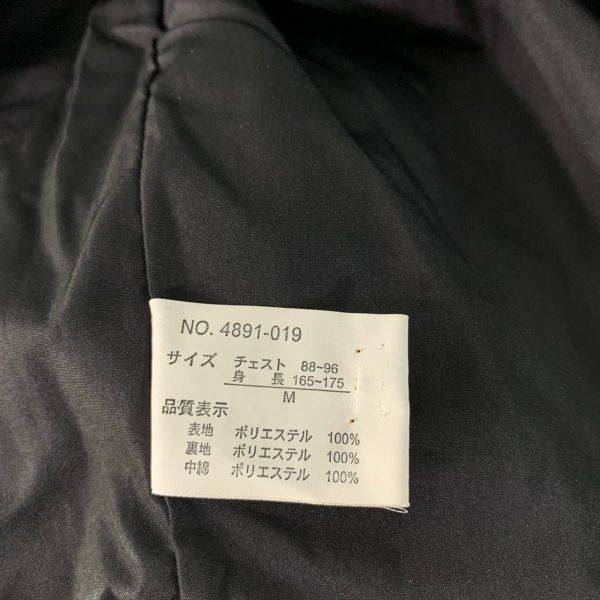 NO. 4891-019
サイズ チェスト 88~96
身 長 165~175
M
品質表示
表地 ポリエステル 100%
裏地 ポリエステル 100%
中綿 ポリエステル 100%